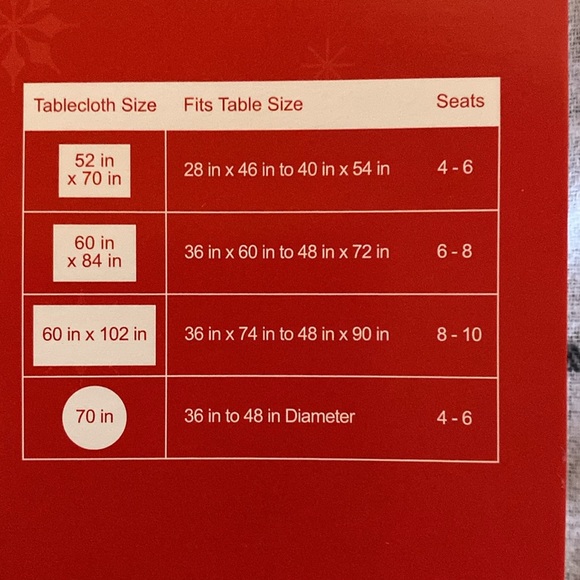 Tablecloth Size Fits Table Size Seats
52 in
x 70 in
28 in x 46 in to 40 in x 54 in 4 - 6
60 in
x 84 in
36 in x 60 in to 48 in x 72 in 6 - 8
60 in x 102 in 36 in x 74 in to 48 in x 90 in 8 - 10
70 in 36 in to 48 in Diameter 4 - 6